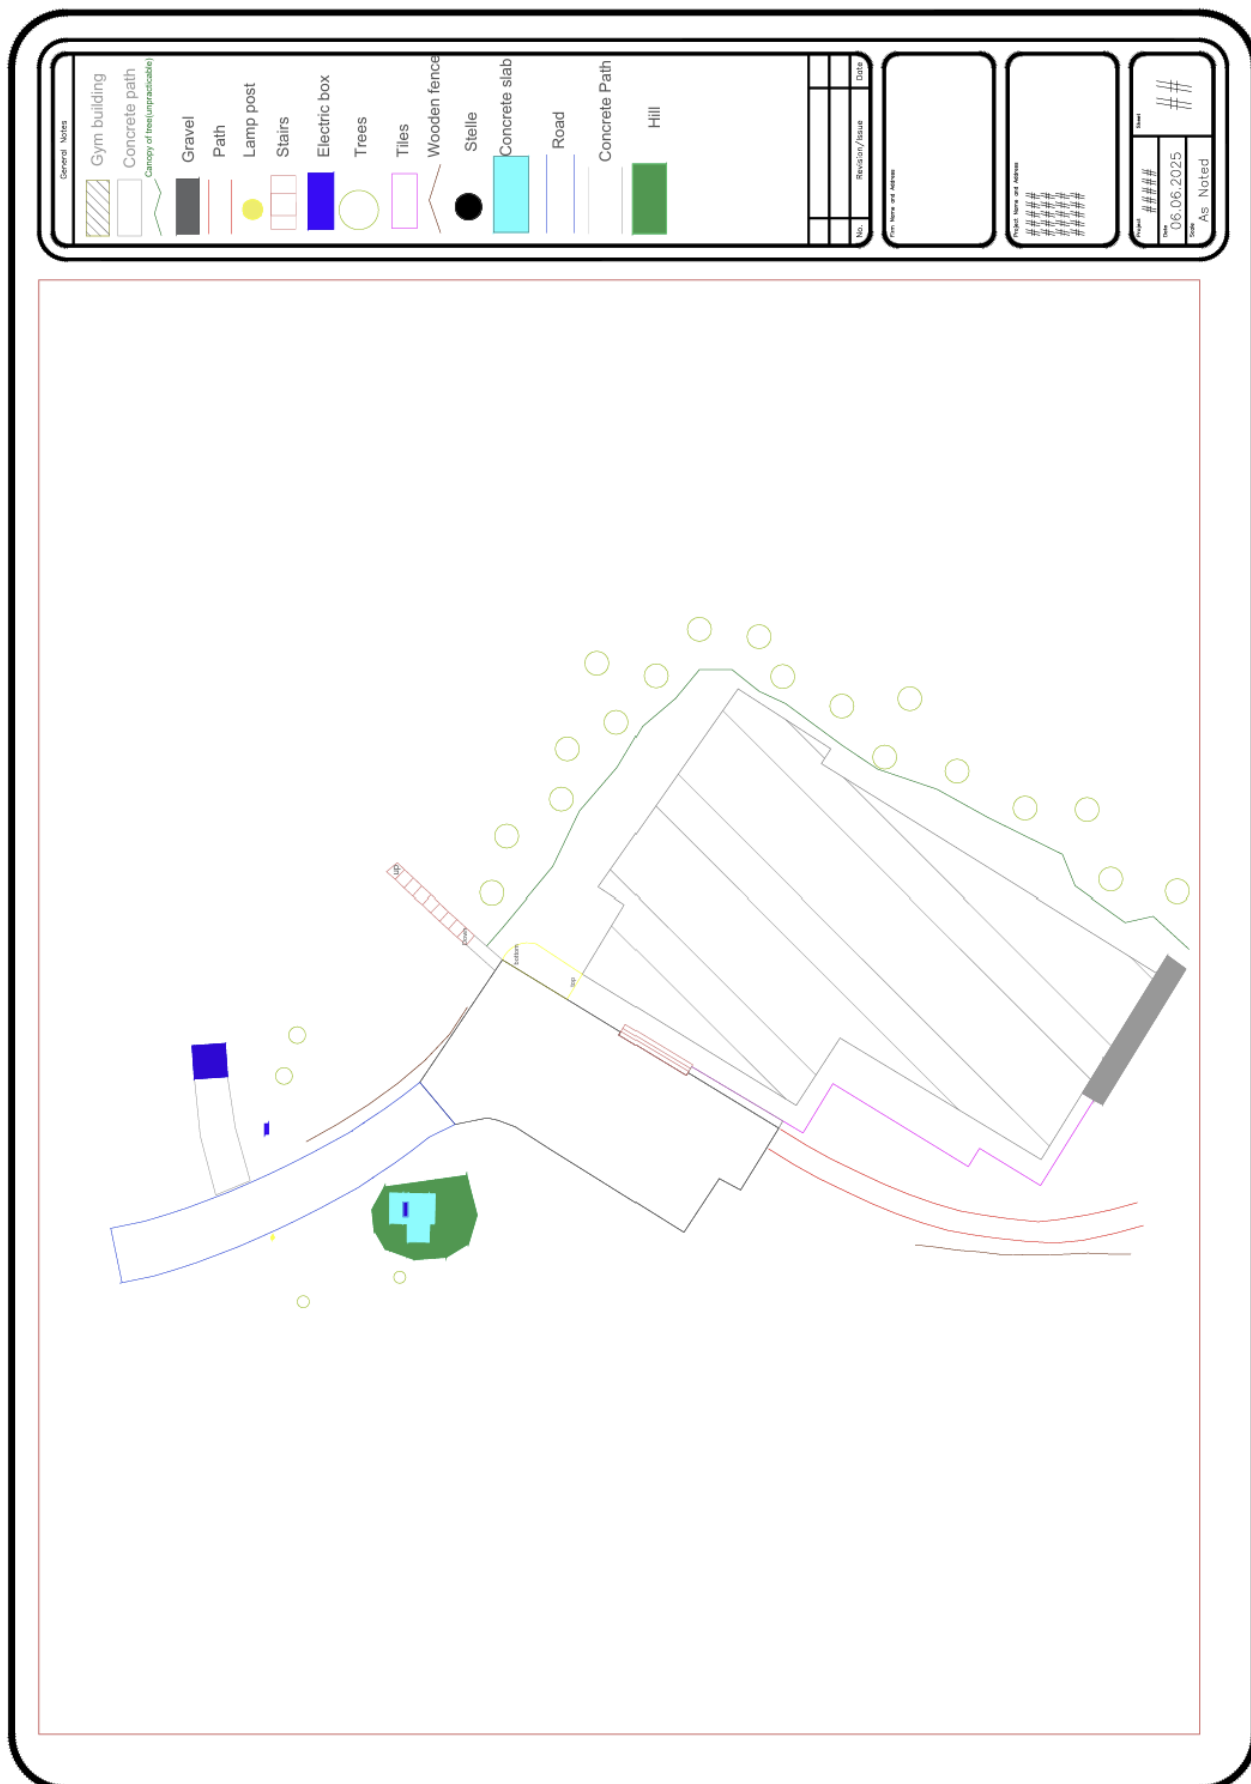 General Notes
Gym building
Concrete path
Canopy of tree(unpracticable)
Gravel
Path
Lamp post
Stairs
Electric box
Trees
Tiles
Wooden fence
Stelle
Concrete slab
Road
Concrete Path
Hill
No.
Revision/Issue
Date
Firm Name and Address
Project Name and Address
######
######
######
######
Project
#####
Date
06.06.2025
Scale
As Noted
Sheet
##
up
Down
bottom
top